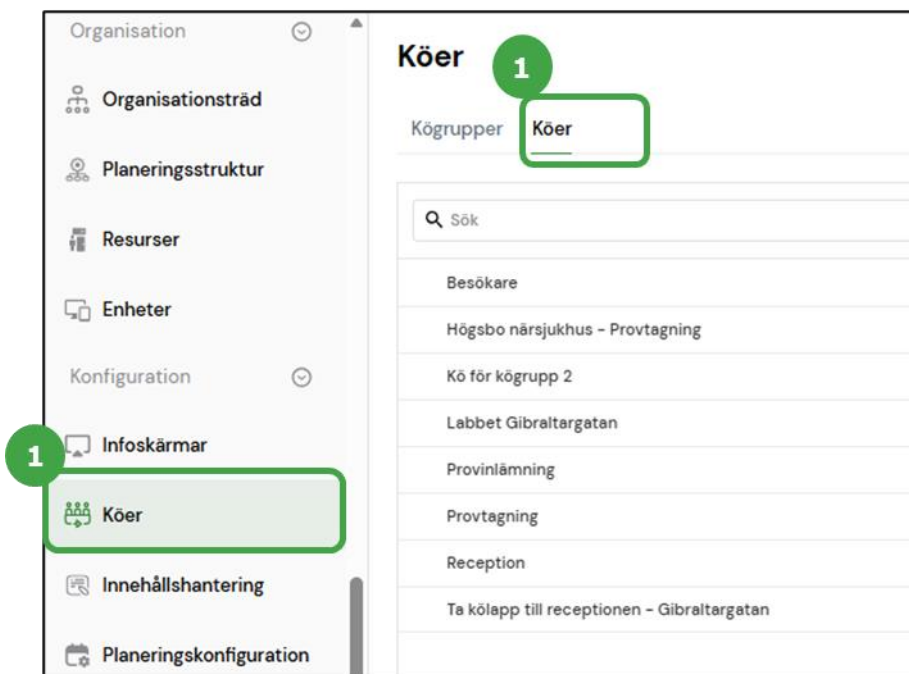 Organisation
Organisationsträd
Planeringsstruktur
Resurser
Enheter
Konfiguration
Infoskärmar
1
Köer
Innehållshantering
Planeringskonfiguration
Köer
1
Kögrupper Köer
Sök
Besökare
Högsbo närsjukhus - Provtagning
Kö för kögrupp 2
Labbet Gibraltargatan
Provinlämning
Provtagning
Reception
Ta kölapp till receptionen - Gibraltargatan